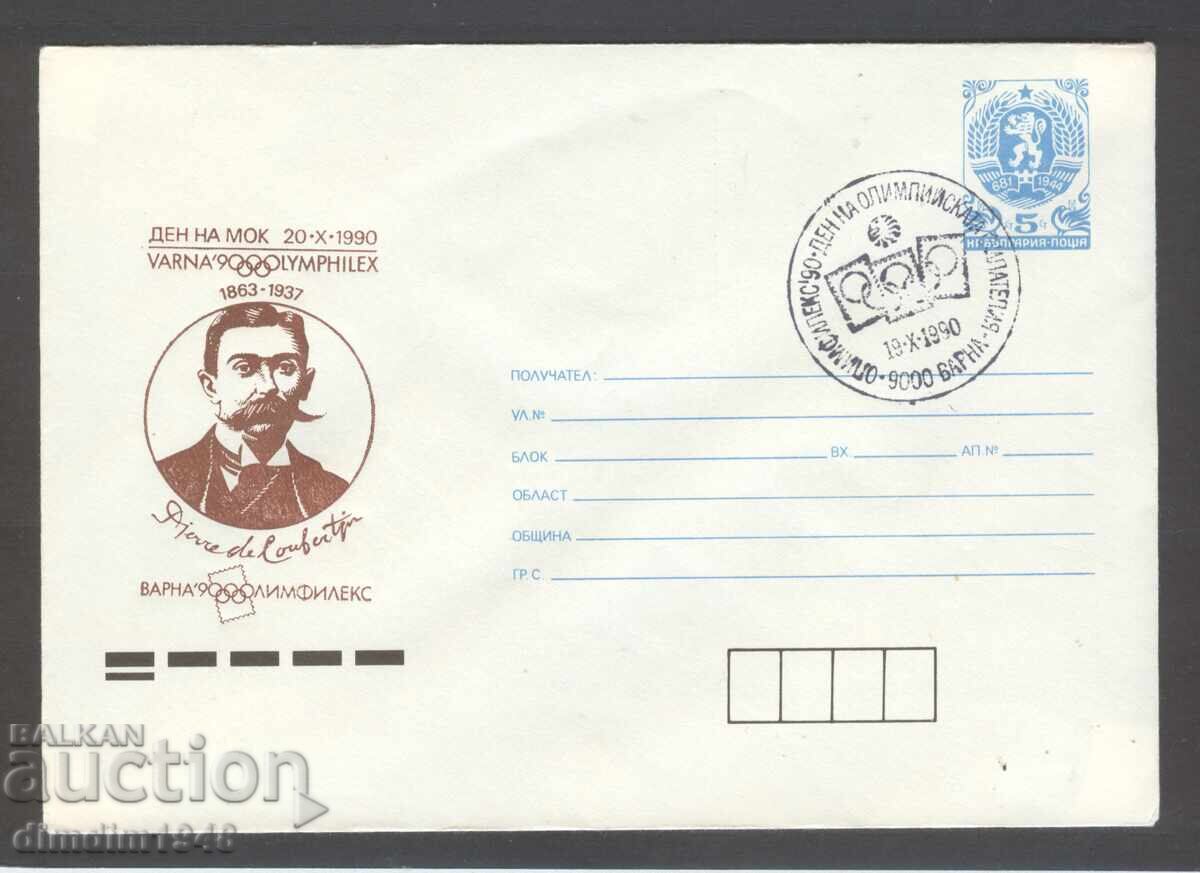 ДЕН НА МОК 20·X·1990
VARNA'90 OLYMPHILEX
1863·1937
Pierre de Coubertin
ВАРНА'90 ОЛИМФИЛЕКС
681 1944
5
НР БЪЛГАРИЯ·ПОЩА
·ДЕН НА ОЛИМПИЙСКАТА ФИЛАТЕЛИЯ·
19·X·1990
9000 ВАРНА
ОЛИМФИЛЕКС'90
ПОЛУЧАТЕЛ:
УЛ.№
БЛОК ВХ. АП.№
ОБЛАСТ
ОБЩИНА
ГР.С.
BALKAN
auction
dimdim1948